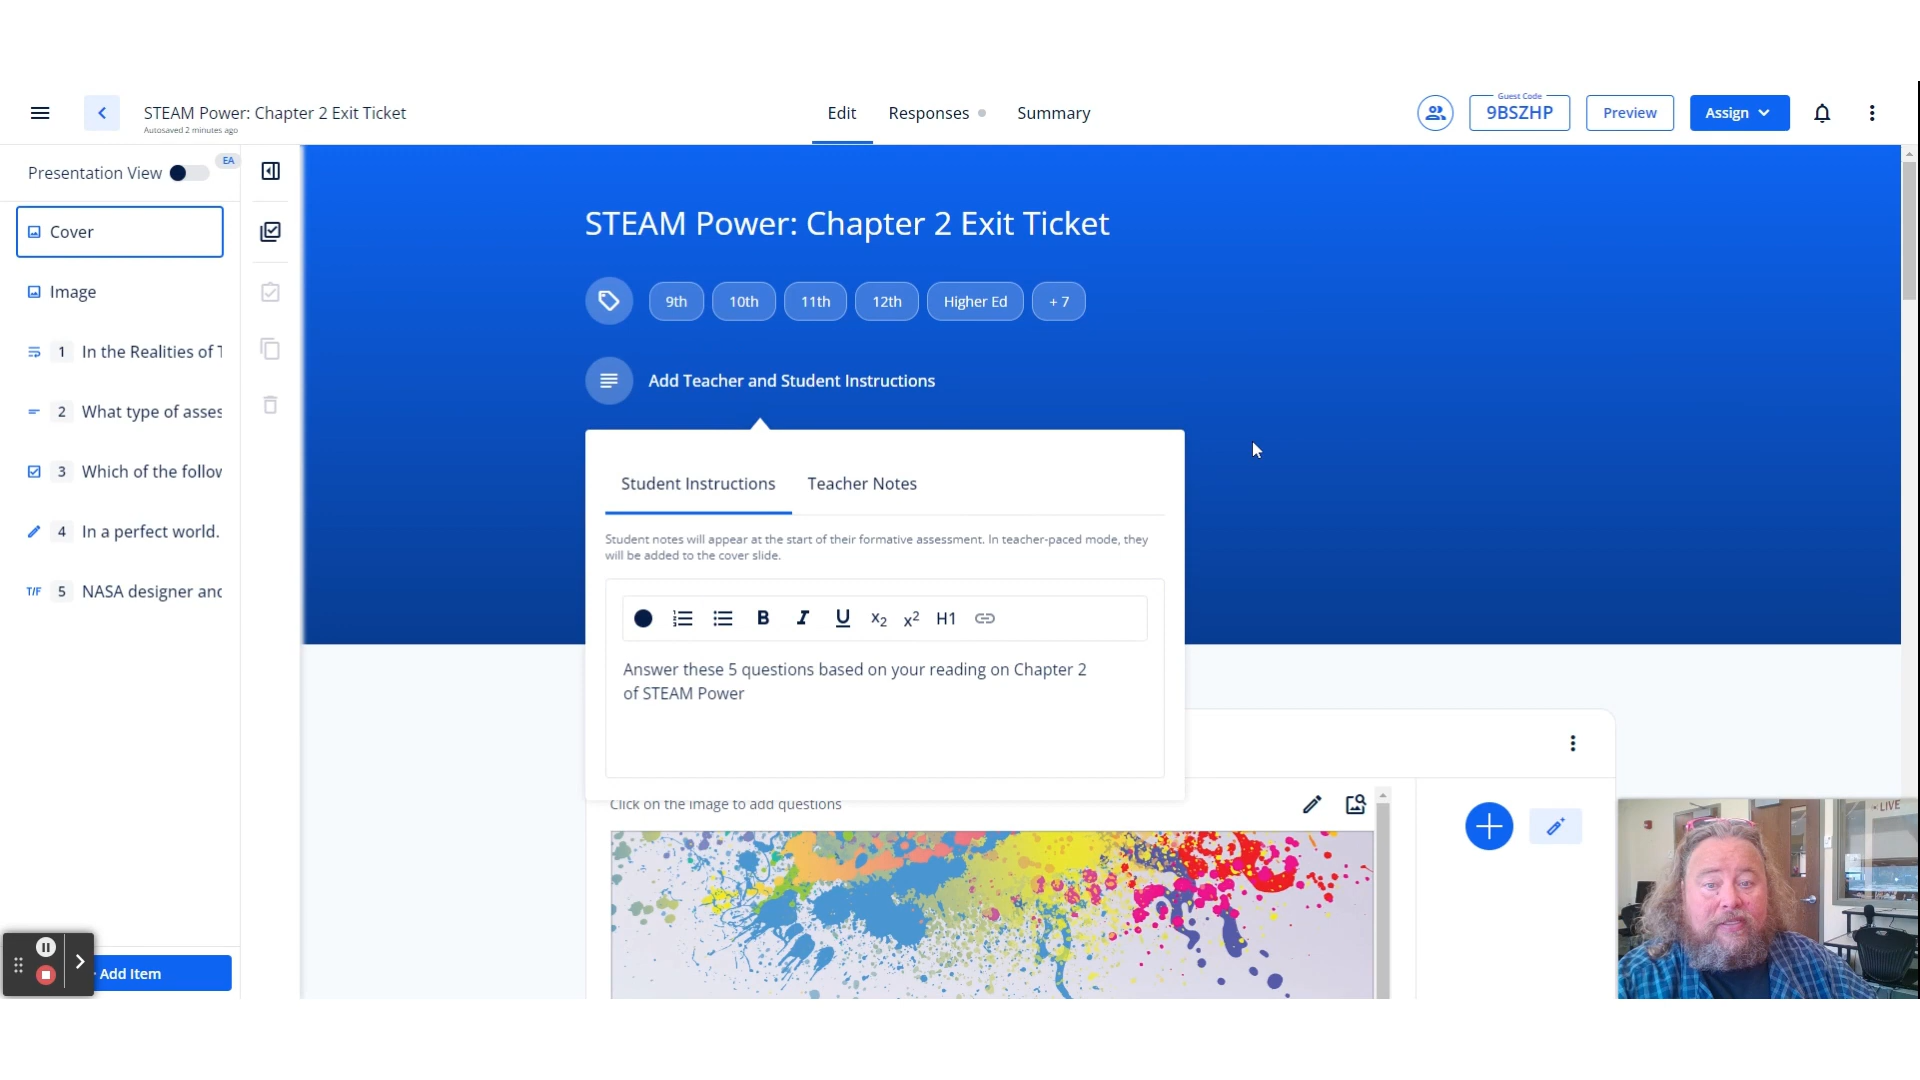 STEAM Power: Chapter 2 Exit Ticket
Autosaved 2 minutes ago
Edit
Responses
Summary
Guest Code
9BSZHP
Preview
Assign
Presentation View
EA
Cover
Image
1 In the Realities of T
2 What type of asses
3 Which of the follow
4 In a perfect world.
T/F 5 NASA designer and
Add Item
STEAM Power: Chapter 2 Exit Ticket
9th
10th
11th
12th
Higher Ed
+ 7
Add Teacher and Student Instructions
Student Instructions
Teacher Notes
Student notes will appear at the start of their formative assessment. In teacher-paced mode, they
will be added to the cover slide.
B I U x₂ x² H1
Answer these 5 questions based on your reading on Chapter 2
of STEAM Power
Click on the image to add questions
LIVE